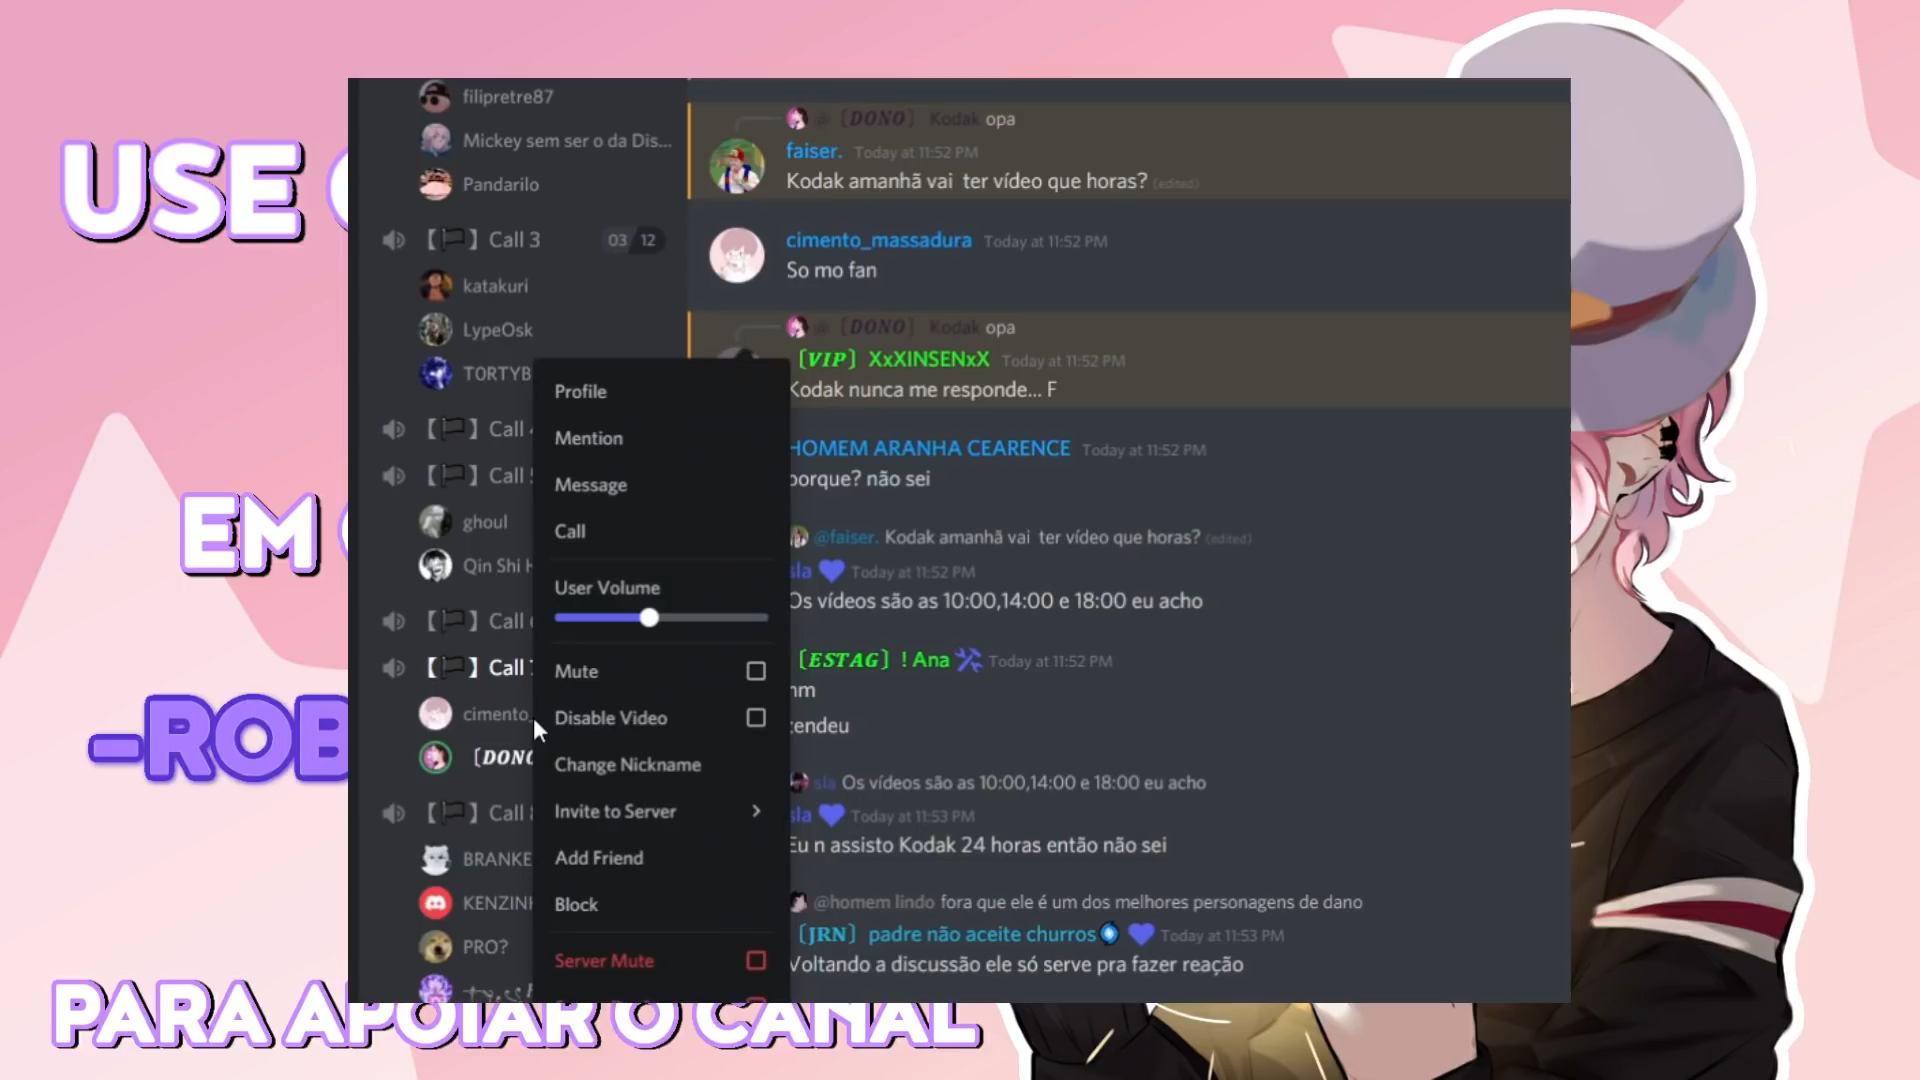 USE
EM
-ROB
PARA APOIAR O CANAL
filipretre87
Mickey sem ser o da Dis...
Pandarilo
Call 3
03 12
katakuri
LypeOsk
TORTYB
Call
Call
ghoul
Qin Shi
Call
Call
cimento_
[DONO
Call
BRANKE
KENZIN
PRO?
Profile
Mention
Message
Call
User Volume
Mute
Disable Video
Change Nickname
Invite to Server
Add Friend
Block
Server Mute
@ [DONO] Kodak opa
faiser. Today at 11:52 PM
Kodak amanhã vai ter vídeo que horas? (edited)
cimento_massadura Today at 11:52 PM
So mo fan
@ [DONO] Kodak opa
[VIP] XxXINSENxX Today at 11:52 PM
Kodak nunca me responde... F
HOMEM ARANHA CEARENCE Today at 11:52 PM
porque? não sei
@faiser. Kodak amanhã vai ter vídeo que horas? (edited)
sla 💜 Today at 11:52 PM
Os vídeos são as 10:00,14:00 e 18:00 eu acho
[ESTAG] ! Ana Today at 11:52 PM
mm
tendeu
sla Os vídeos são as 10:00,14:00 e 18:00 eu acho
sla 💜 Today at 11:53 PM
Eu n assisto Kodak 24 horas então não sei
@homem lindo fora que ele é um dos melhores personagens de dano
[JRN] padre não aceite churros Today at 11:53 PM
Voltando a discussão ele só serve pra fazer reação